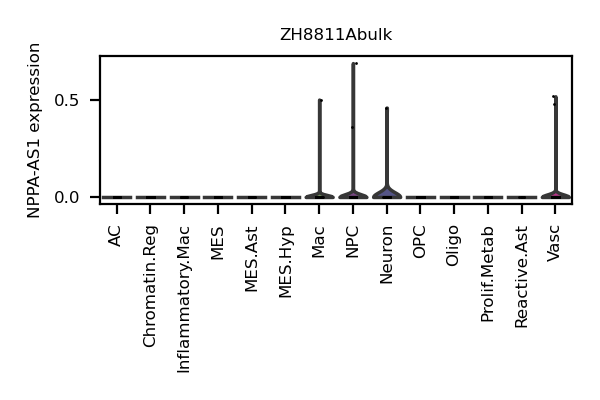 ZH8811Abulk
NPPA-AS1 expression
0.5
0.0
AC
Chromatin.Reg
Inflammatory.Mac
MES
MES.Ast
MES.Hyp
Mac
NPC
Neuron
OPC
Oligo
Prolif.Metab
Reactive.Ast
Vasc